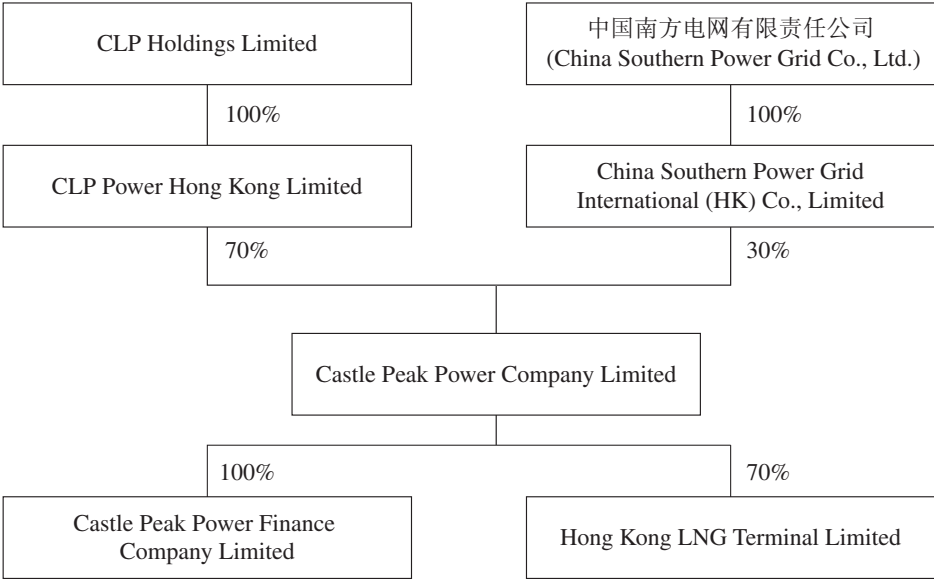 CLP Holdings Limited
中国南方电网有限责任公司
(China Southern Power Grid Co., Ltd.)
100%
100%
CLP Power Hong Kong Limited
China Southern Power Grid
International (HK) Co., Limited
70%
30%
Castle Peak Power Company Limited
100%
70%
Castle Peak Power Finance
Company Limited
Hong Kong LNG Terminal Limited